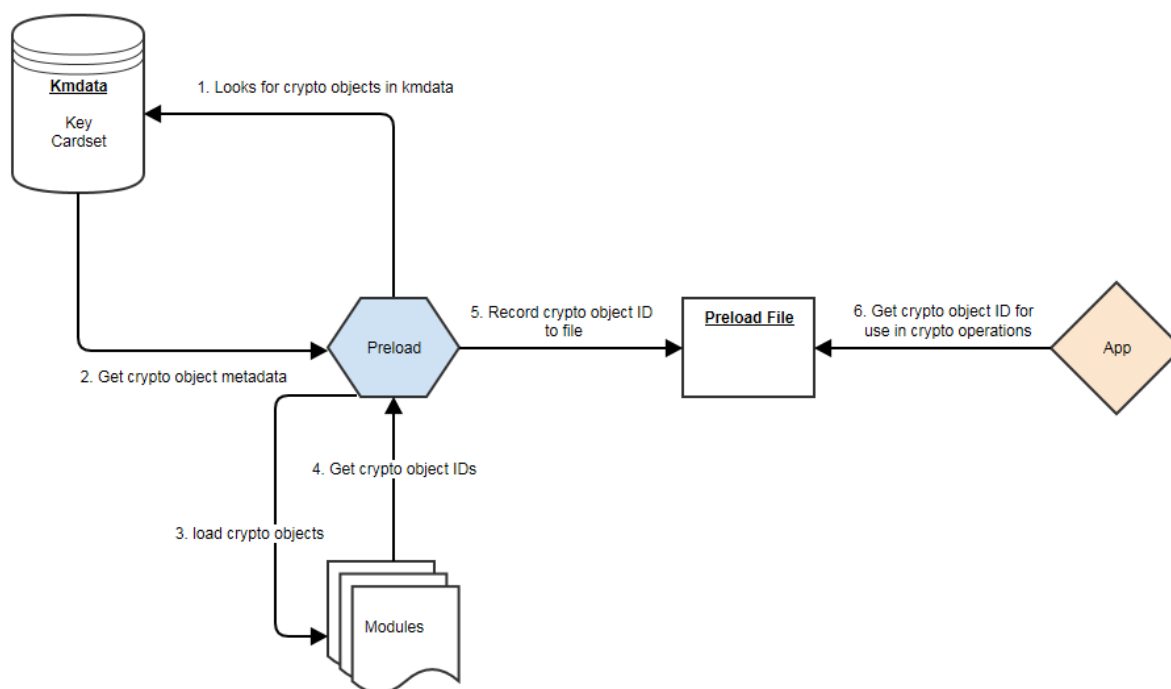 Kmdata
Key
Cardset
1. Looks for crypto objects in kmdata
2. Get crypto object metadata
Preload
5. Record crypto object ID
to file
Preload File
6. Get crypto object ID for
use in crypto operations
App
4. Get crypto object IDs
3. load crypto objects
Modules